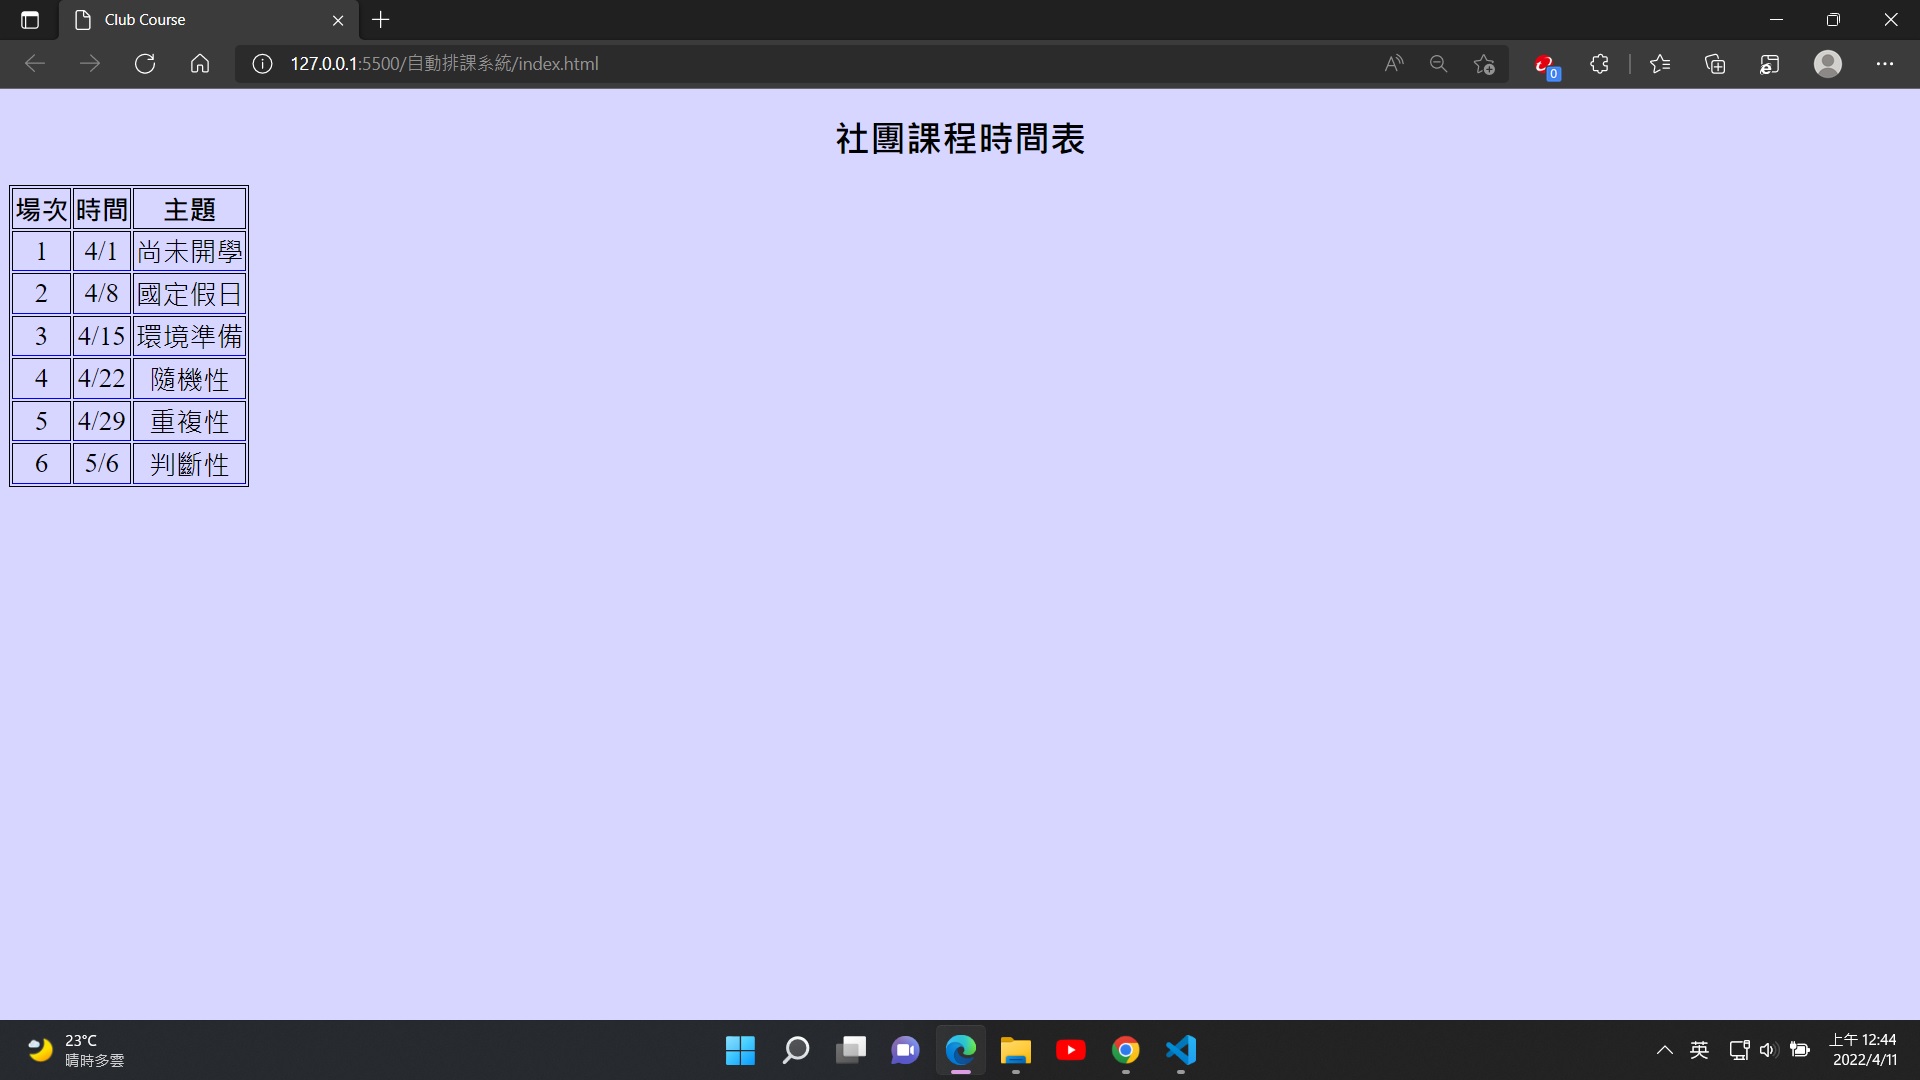 Club Course
127.0.0.1:5500/自動排課系統/index.html
0
社團課程時間表
場次 時間 主題
1 4/1 尚未開學
2 4/8 國定假日
3 4/15 環境準備
4 4/22 隨機性
5 4/29 重複性
6 5/6 判斷性
23°C
晴時多雲
英
上午 12:44
2022/4/11